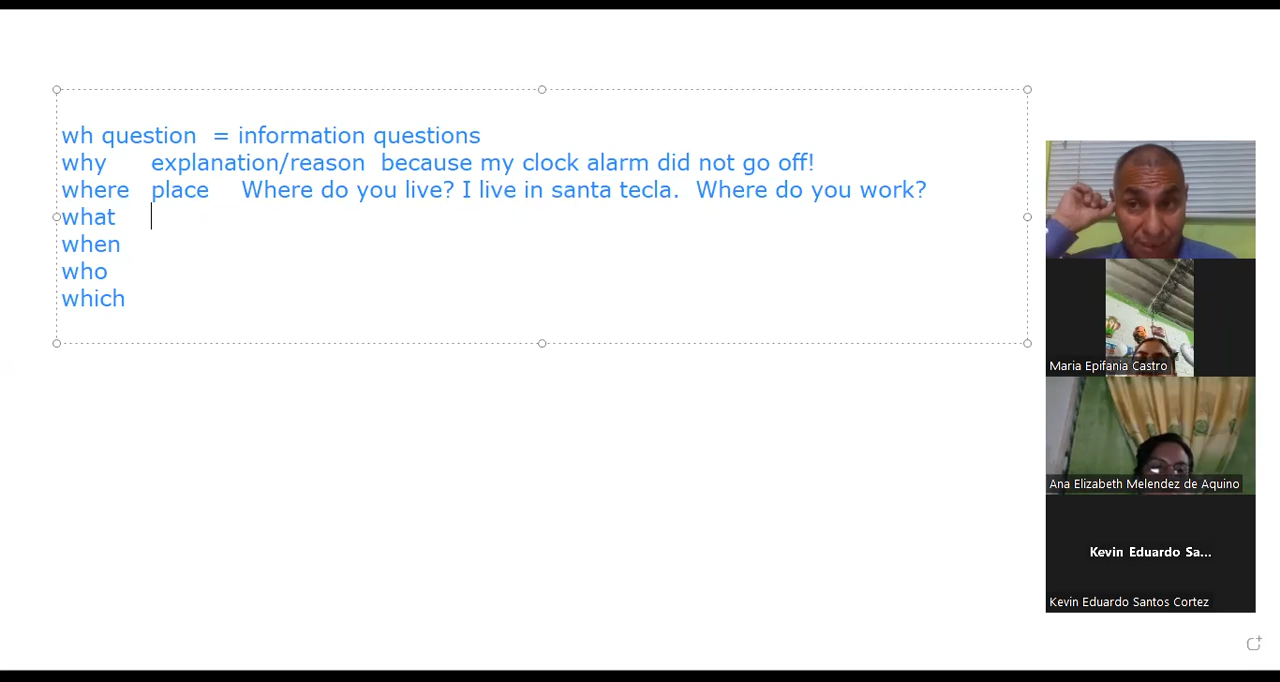 wh question = information questions
why explanation/reason because my clock alarm did not go off!
where place Where do you live? I live in santa tecla. Where do you work?
what
when
who
which
Maria Epifania Castro
Ana Elizabeth Melendez de Aquino
Kevin Eduardo Sa...
Kevin Eduardo Santos Cortez